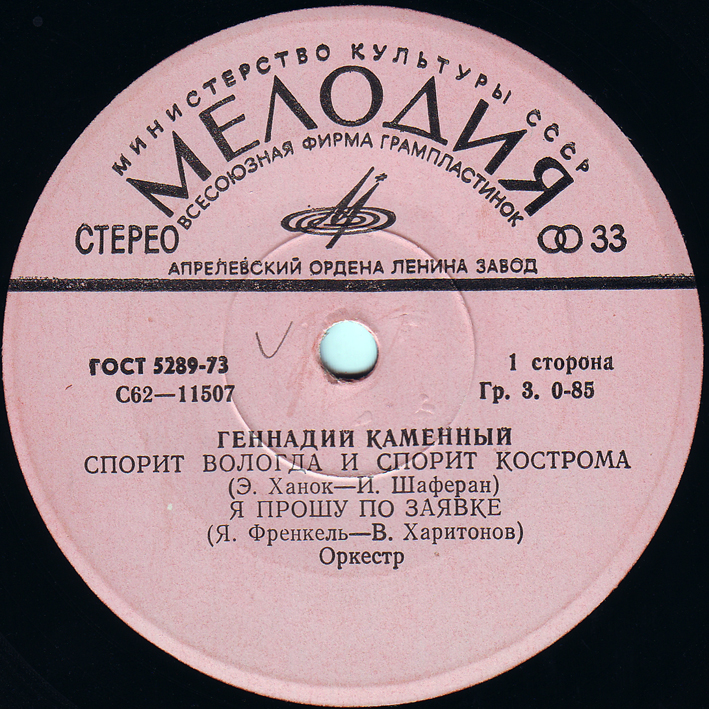 МИНИСТЕРСТВО КУЛЬТУРЫ СССР
МЕЛОДИЯ
ВСЕСОЮЗНАЯ ФИРМА ГРАМПЛАСТИНОК
СТЕРЕО
33
АПРЕЛЕВСКИЙ ОРДЕНА ЛЕНИНА ЗАВОД
ГОСТ 5289-73
1 сторона
С62—11507
Гр. 3. 0-85
ГЕННАДИЙ КАМЕННЫЙ
СПОРИТ ВОЛОГДА И СПОРИТ КОСТРОМА
(Э. Ханок—И. Шаферан)
Я ПРОШУ ПО ЗАЯВКЕ
(Я. Френкель—В. Харитонов)
Оркестр